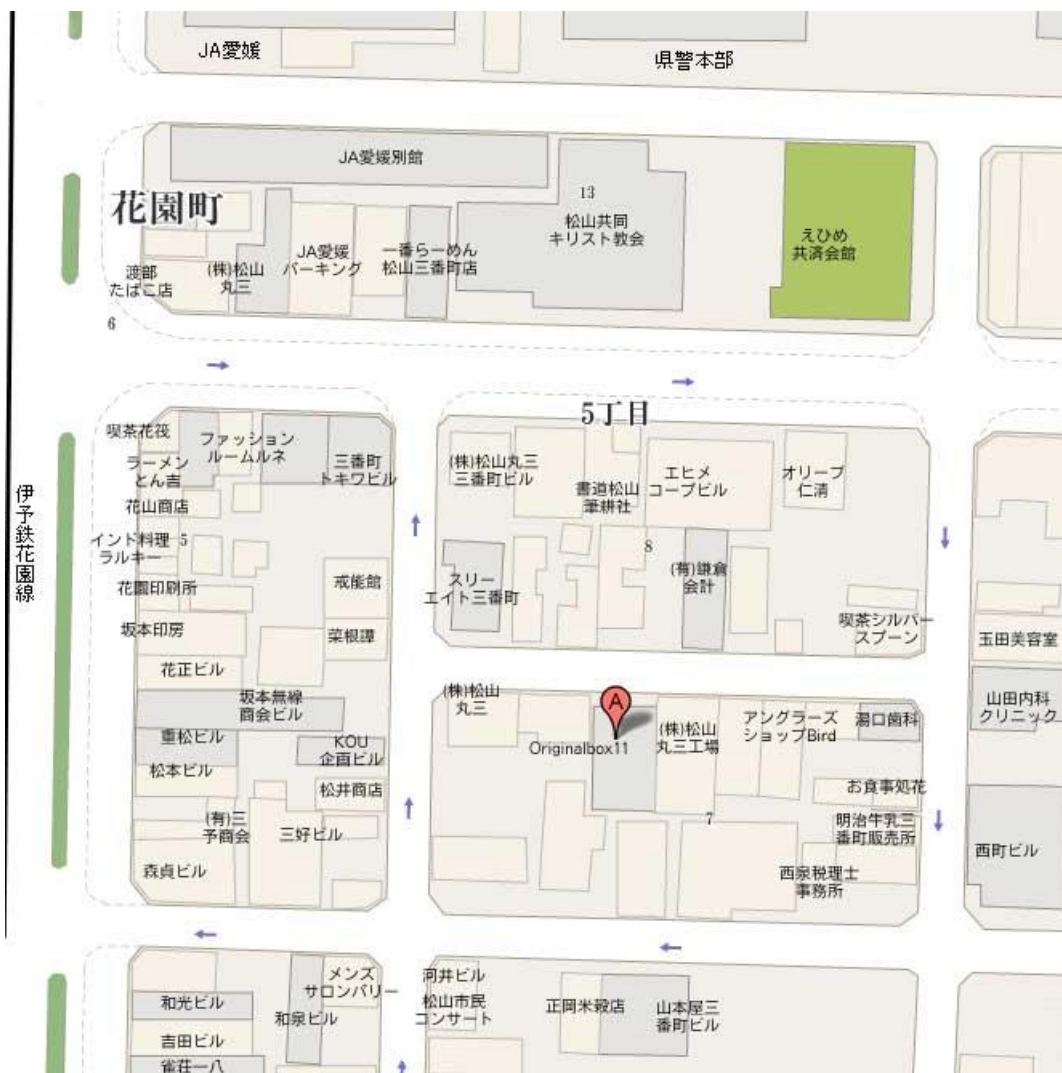 JA愛媛
県警本部
JA愛媛別館
花園町
13
松山共同
キリスト教会
えひめ
共済会館
(株)松山
丸三
JA愛媛
パーキング
一番らーめん
松山三番町店
渡部
たばこ店
6
5丁目
喫茶花筏
ファッション
ルームルネ
ラーメン
とん吉
三番町
トキワビル
花山商店
インド料理
ラルキー
5
花園印刷所
戒能館
坂本印房
菜根譚
花正ビル
坂本無線
商会ビル
重松ビル
KOU
企画ビル
松本ビル
松井商店
(有)三
予商会
三好ビル
森貞ビル
伊予鉄花園線
(株)松山丸三
三番町ビル
書道松山
筆耕社
エヒメ
コープビル
オリーブ
仁清
8
スリー
エイト三番町
(有)鎌倉
会計
喫茶シルバー
スプーン
玉田美容室
(株)松山
丸三
A
Originalbox11
(株)松山
丸三工場
アングラーズ
ショップBird
湯口歯科
山田内科
クリニック
お食事処花
7
明治牛乳三
番町販売所
西泉税理士
事務所
西町ビル
和光ビル
吉田ビル
雀荘一八
和泉ビル
メンズ
サロンバリー
河井ビル
松山市民
コンサート
正岡米穀店
山本屋三
番町ビル